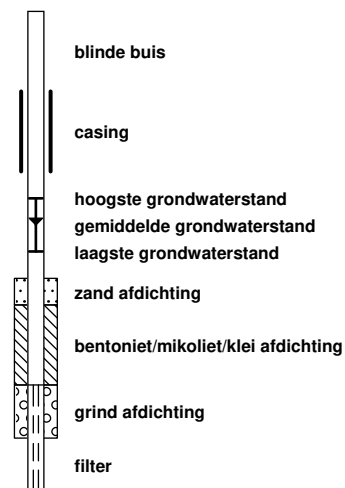 blinde buis
casing
hoogste grondwaterstand
gemiddelde grondwaterstand
laagste grondwaterstand
zand afdichting
bentoniet/mikoliet/klei afdichting
grind afdichting
filter